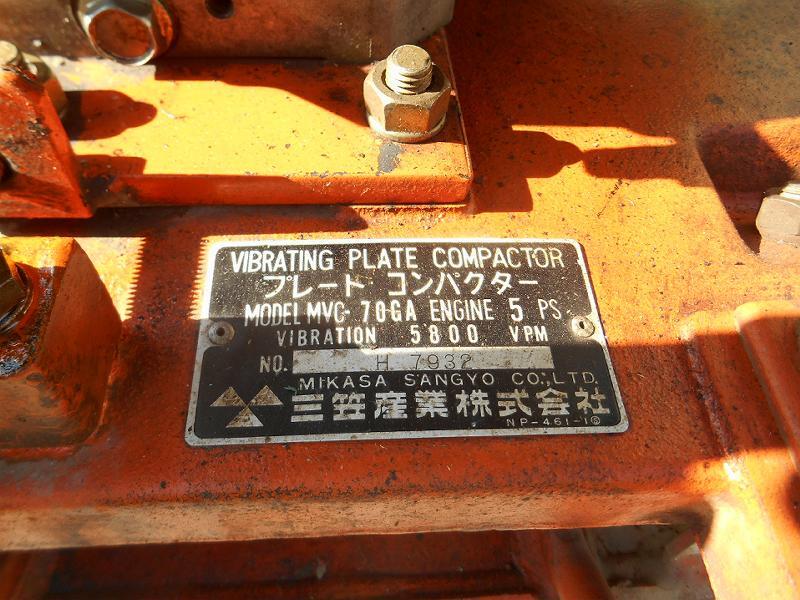 VIBRATING PLATE COMPACTOR
プレート コンパクター
MODEL MVC-70GA ENGINE 5 PS
VIBRATION 5800 VPM
NO. H 7932
MIKASA SANGYO CO., LTD.
三笠産業株式会社
NP-461-1